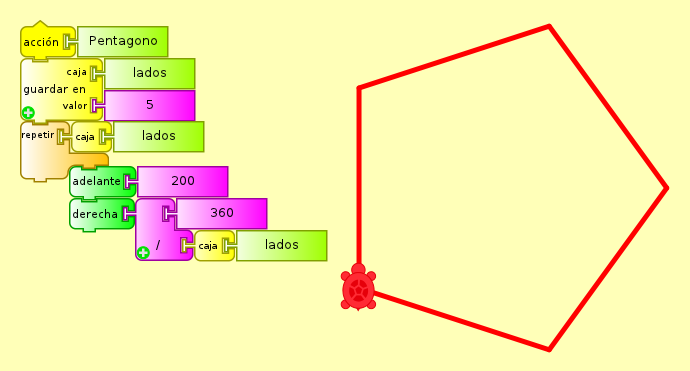 acción Pentagono
caja lados
guardar en
valor 5
repetir caja lados
adelante 200
derecha 360
/ caja lados